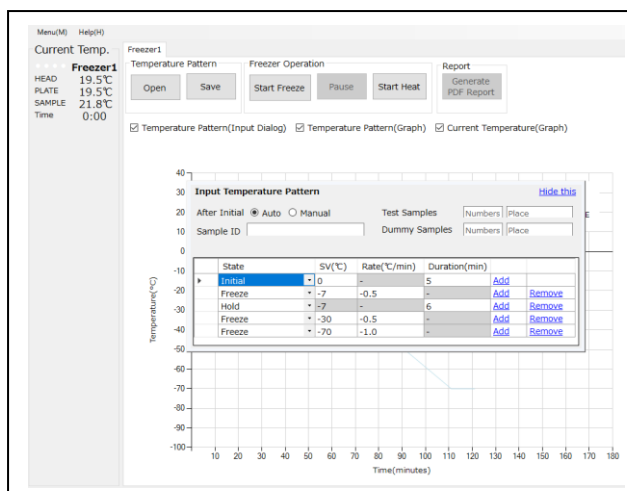 Menu(M) Help(H)
Current Temp.
Freezer1
HEAD 19.5℃
PLATE 19.5℃
SAMPLE 21.8℃
Time 0:00
Freezer1
Temperature Pattern
Open Save
Freezer Operation
Start Freeze Pause Start Heat
Report
Generate
PDF Report
Temperature Pattern(Input Dialog) Temperature Pattern(Graph) Current Temperature(Graph)
Input Temperature Pattern Hide this
After Initial Auto Manual Test Samples Numbers Place
Sample ID Dummy Samples Numbers Place
State SV(℃) Rate(℃/min) Duration(min)
Initial 0 - 5 Add
Freeze -7 -0.5 - Add Remove
Hold -7 - 6 Add Remove
Freeze -30 -0.5 - Add Remove
Freeze -70 -1.0 - Add Remove
Temperature(℃)
40
30
20
10
0
-10
-20
-30
-40
-50
-60
-70
-80
-90
-100
10 20 30 40 50 60 70 80 90 100 110 120 130 140 150 160 170 180
Time(minutes)